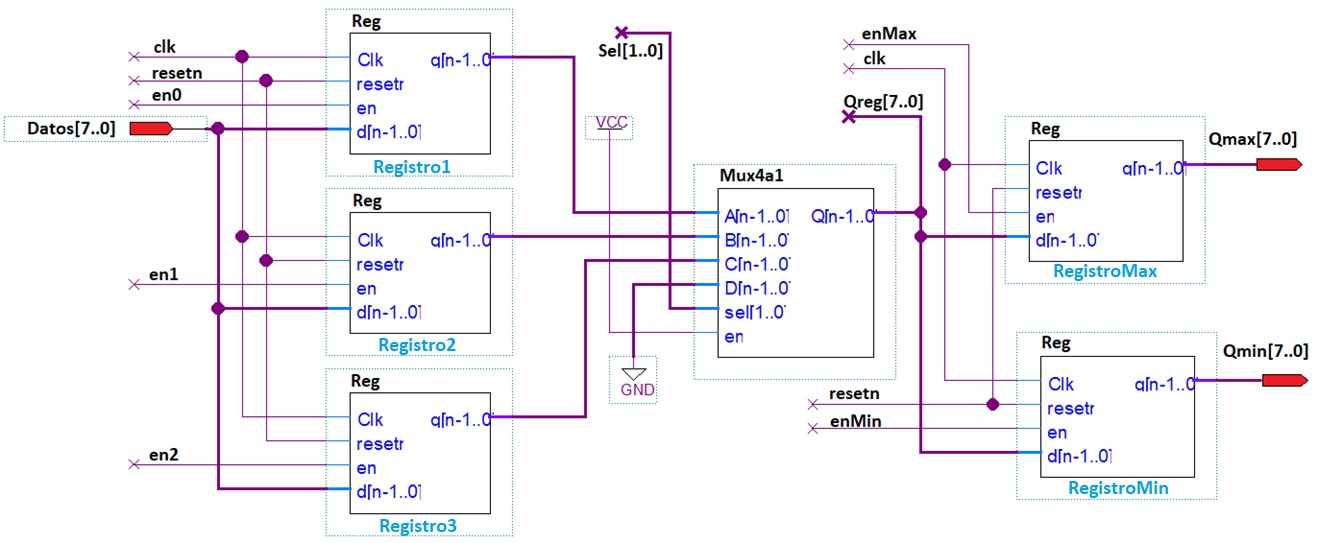 clk
resetn
en0
Datos[7..0]
Reg
Clk
q[n-1..0]
resetr
en
d[n-1..0]
Registro1
en1
Reg
Clk
q[n-1..0]
resetr
en
d[n-1..0]
Registro2
en2
Reg
Clk
q[n-1..0]
resetr
en
d[n-1..0]
Registro3
Sel[1..0]
VCC
GND
Mux4a1
A[n-1..0]
Q[n-1..0]
B[n-1..0]
C[n-1..0]
D[n-1..0]
sel[1..0]
en
enMax
clk
Qreg[7..0]
Reg
Clk
q[n-1..0]
resetr
en
d[n-1..0]
RegistroMax
Qmax[7..0]
resetn
enMin
Reg
Clk
q[n-1..0]
resetr
en
d[n-1..0]
RegistroMin
Qmin[7..0]